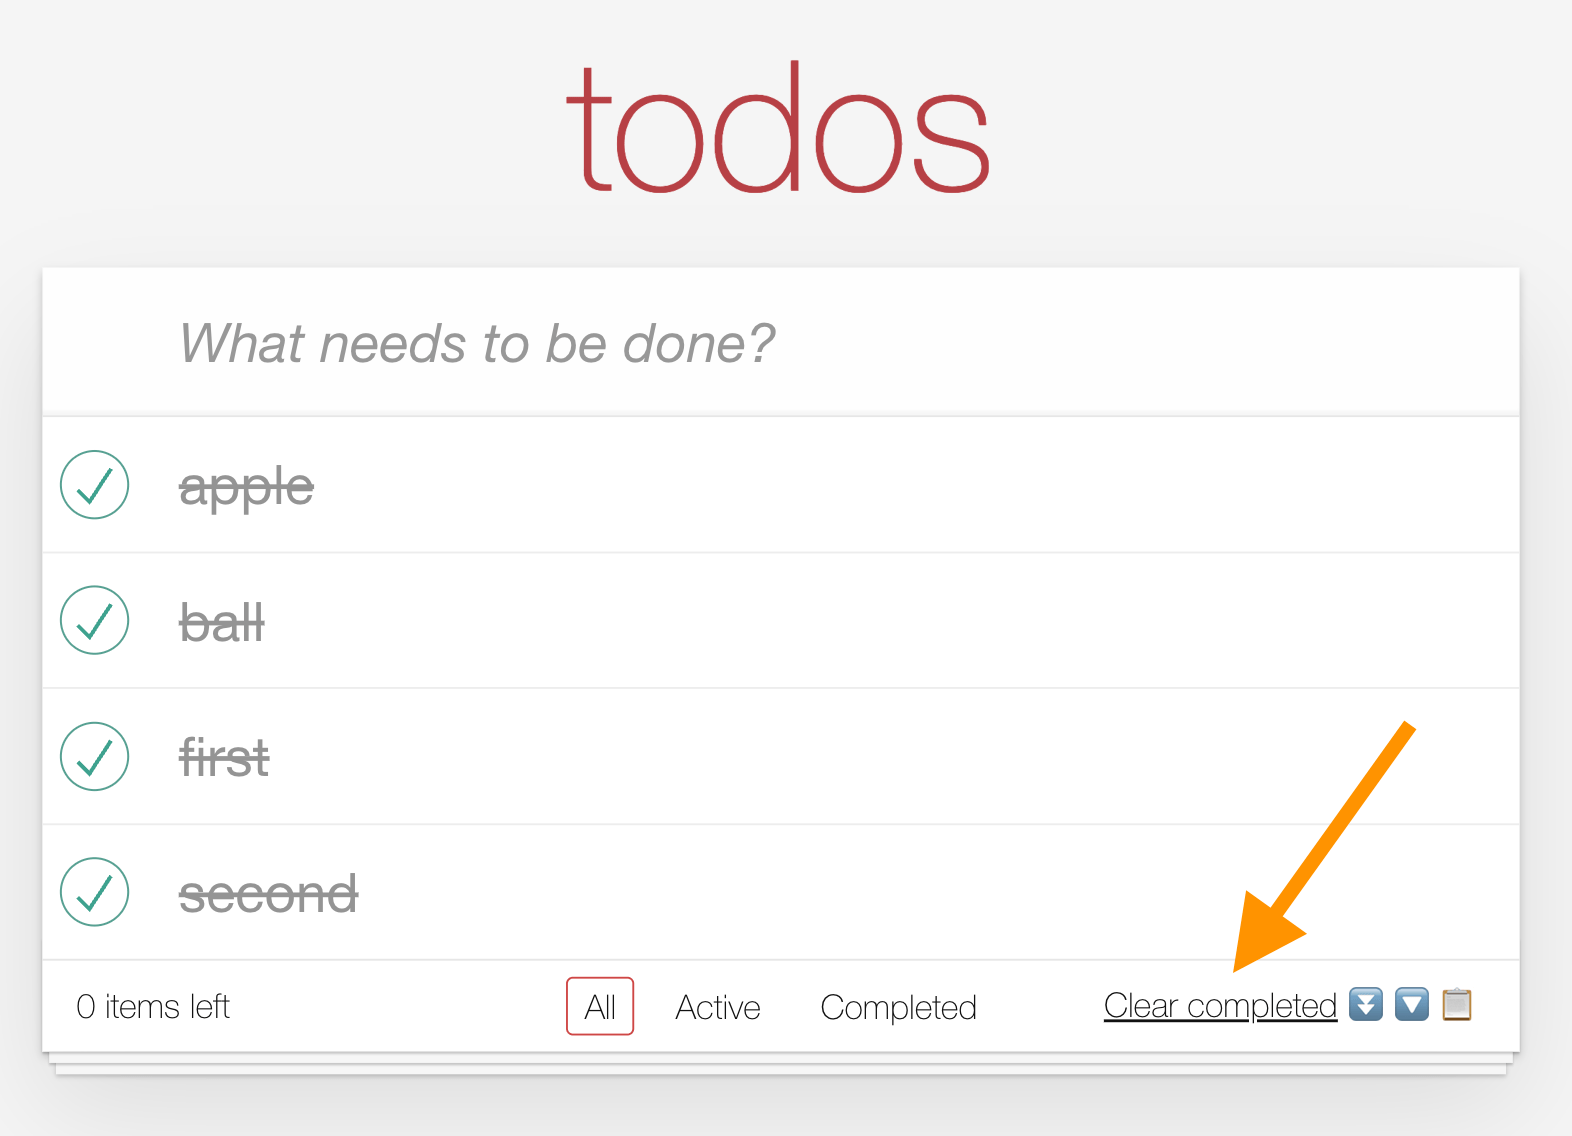 todos
What needs to be done?
apple
ball
first
second
0 items left All Active Completed Clear completed